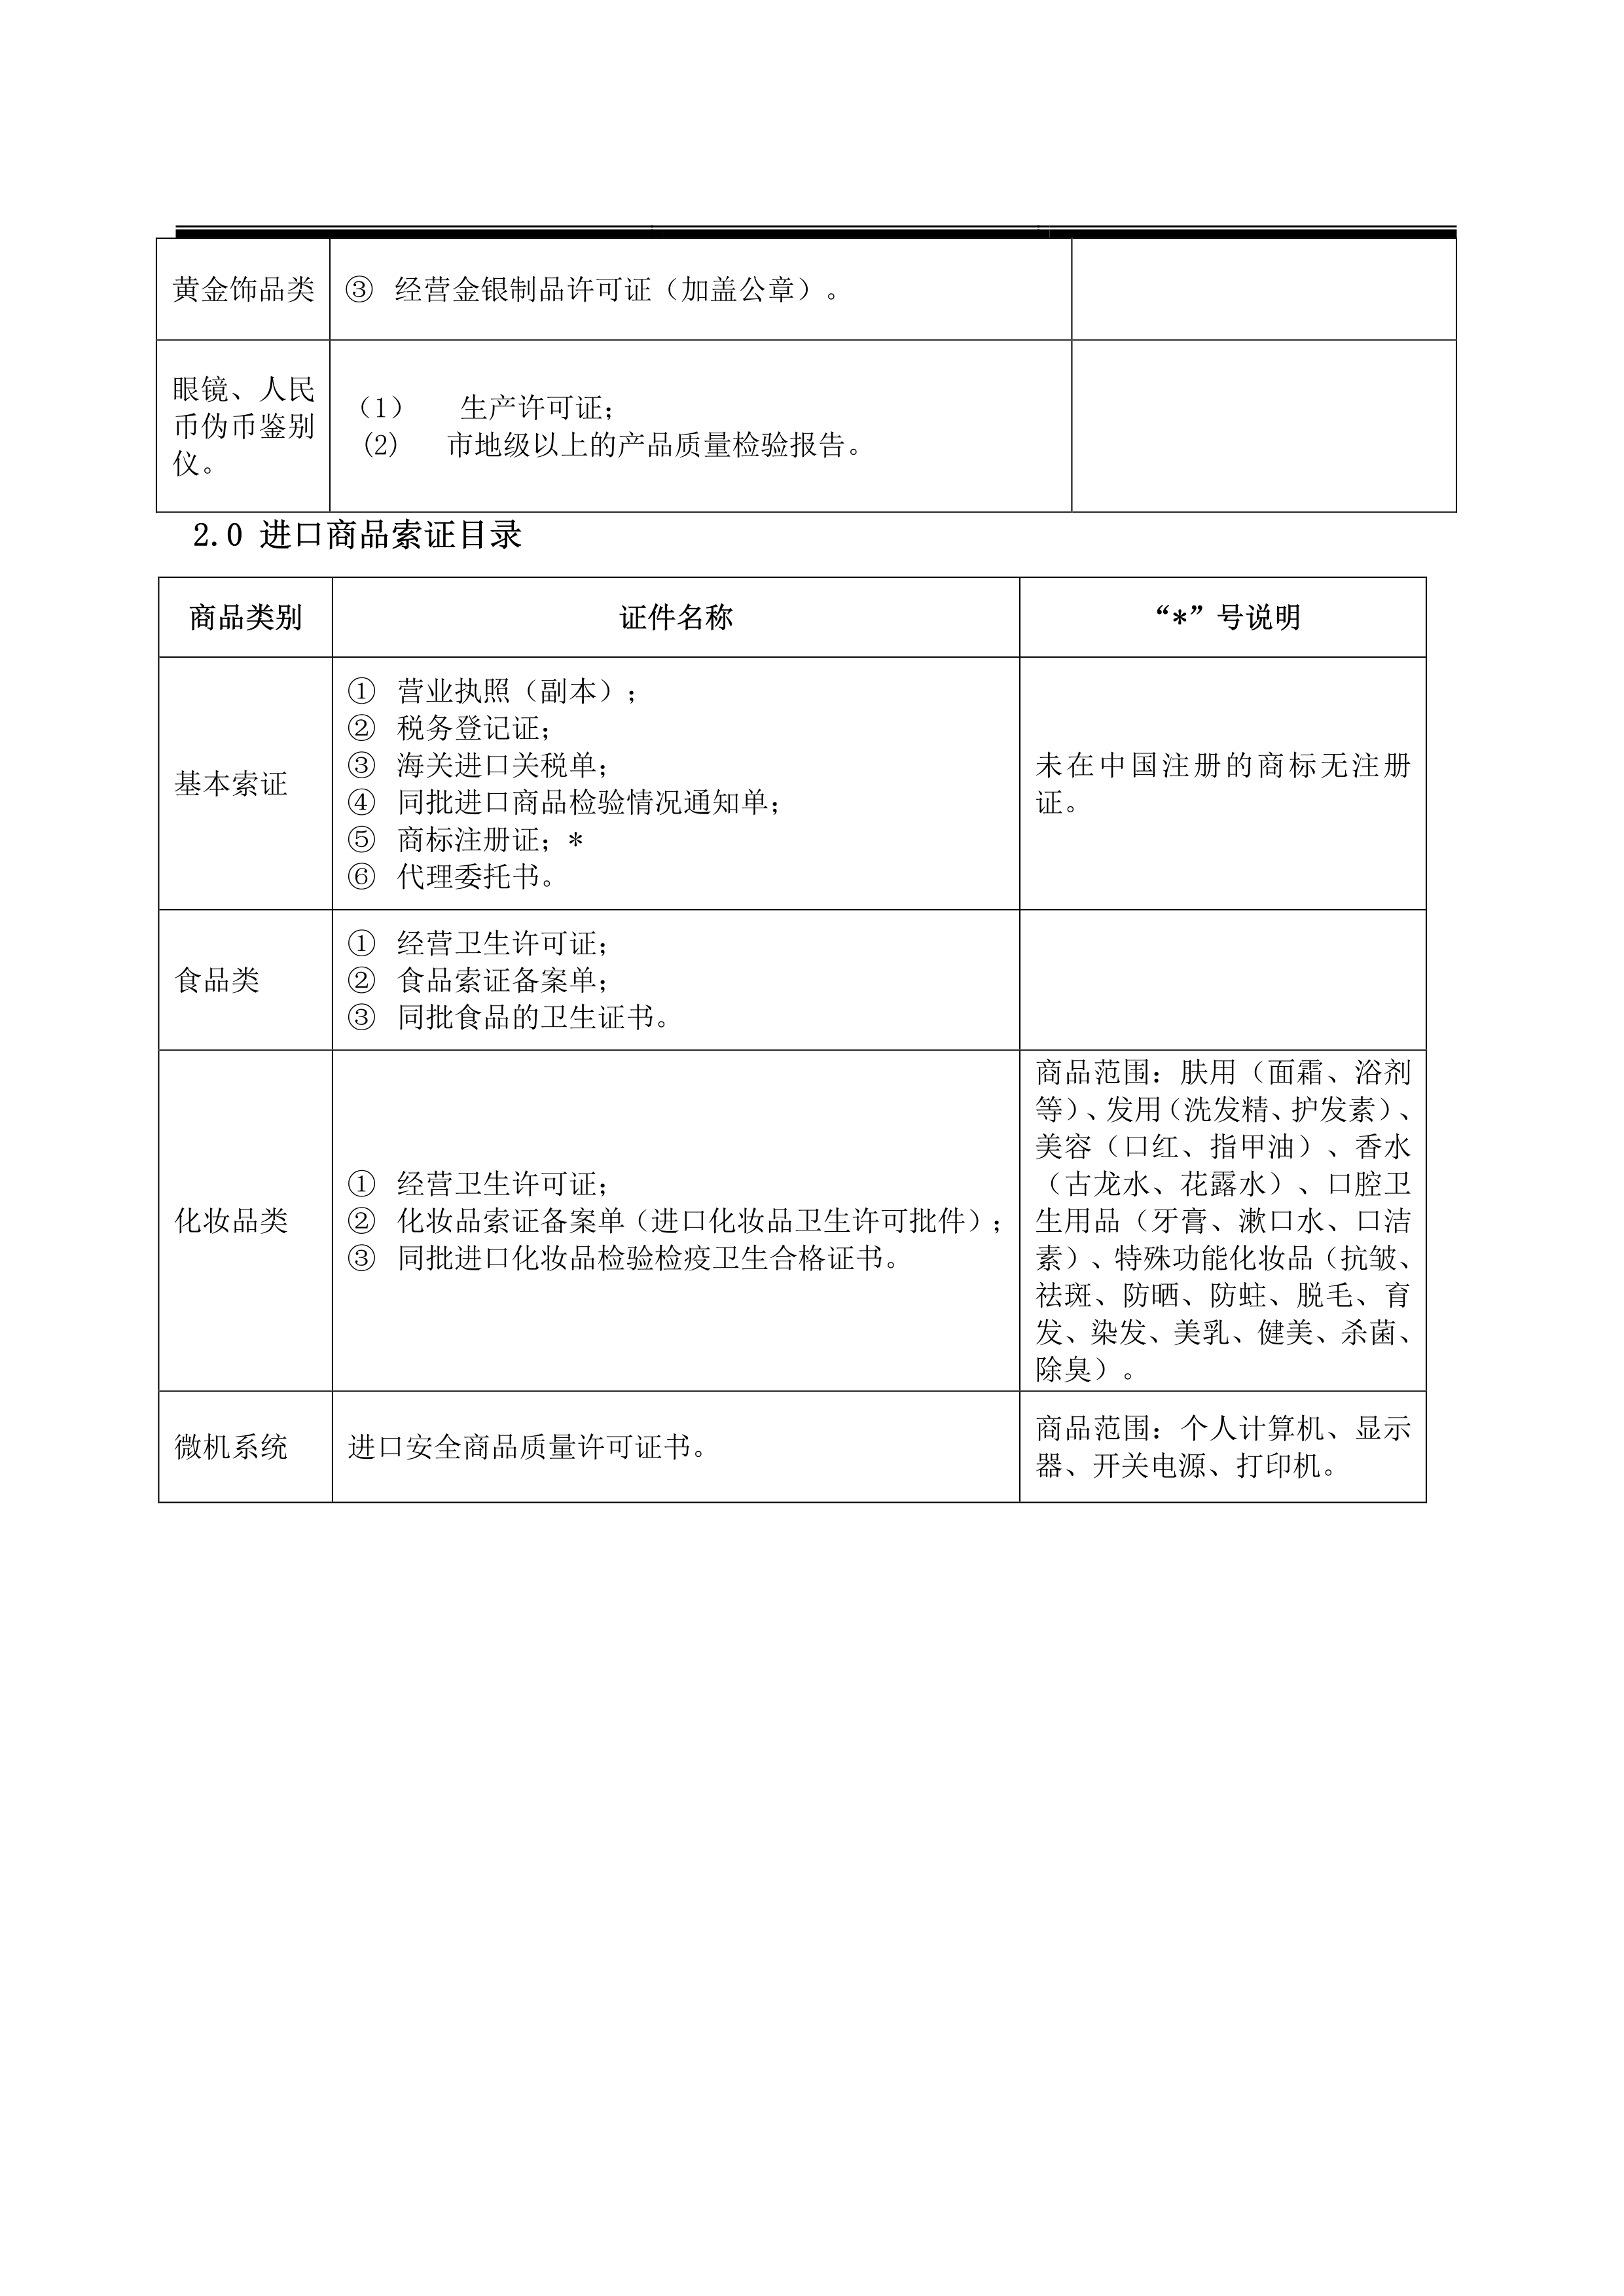 黄金饰品类
③ 经营金银制品许可证（加盖公章）。
眼镜、人民
币伪币鉴别
仪。
（1） 生产许可证；
(2) 市地级以上的产品质量检验报告。
2.0 进口商品索证目录
商品类别
证件名称
“*”号说明
基本索证
① 营业执照（副本）；
② 税务登记证；
③ 海关进口关税单；
④ 同批进口商品检验情况通知单；
⑤ 商标注册证；*
⑥ 代理委托书。
未在中国注册的商标无注册
证。
食品类
① 经营卫生许可证；
② 食品索证备案单；
③ 同批食品的卫生证书。
化妆品类
① 经营卫生许可证；
② 化妆品索证备案单（进口化妆品卫生许可批件）；
③ 同批进口化妆品检验检疫卫生合格证书。
商品范围：肤用（面霜、浴剂
等）、发用（洗发精、护发素）、
美容（口红、指甲油）、香水
（古龙水、花露水）、口腔卫
生用品（牙膏、漱口水、口洁
素）、特殊功能化妆品（抗皱、
祛斑、防晒、防蛀、脱毛、育
发、染发、美乳、健美、杀菌、
除臭）。
微机系统
进口安全商品质量许可证书。
商品范围：个人计算机、显示
器、开关电源、打印机。